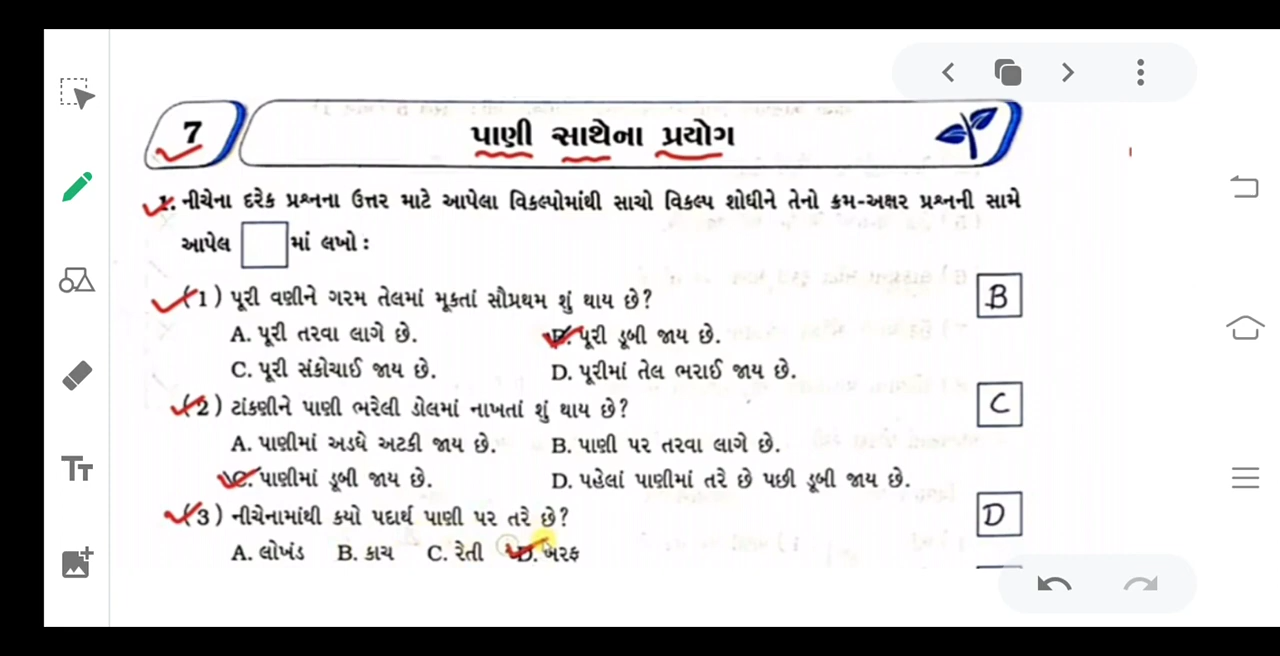 7
પાણી સાથેના પ્રયોગ
1. નીચેના દરેક પ્રશ્નના ઉત્તર માટે આપેલા વિકલ્પોમાંથી સાચો વિકલ્પ શોધીને તેનો ક્રમ-અક્ષર પ્રશ્નની સામે
આપેલ માં લખો :
(1) પૂરી વણીને ગરમ તેલમાં મૂકતાં સૌપ્રથમ શું થાય છે? B
A. પૂરી તરવા લાગે છે. B. પૂરી ડૂબી જાય છે.
C. પૂરી સંકોચાઈ જાય છે. D. પૂરીમાં તેલ ભરાઈ જાય છે.
(2) ટાંકણીને પાણી ભરેલી ડોલમાં નાખતાં શું થાય છે? C
A. પાણીમાં અડધે અટકી જાય છે. B. પાણી પર તરવા લાગે છે.
C. પાણીમાં ડૂબી જાય છે. D. પહેલાં પાણીમાં તરે છે પછી ડૂબી જાય છે.
(3) નીચેનામાંથી કયો પદાર્થ પાણી પર તરે છે? D
A. લોખંડ B. કાચ C. રેતી D. બરફ